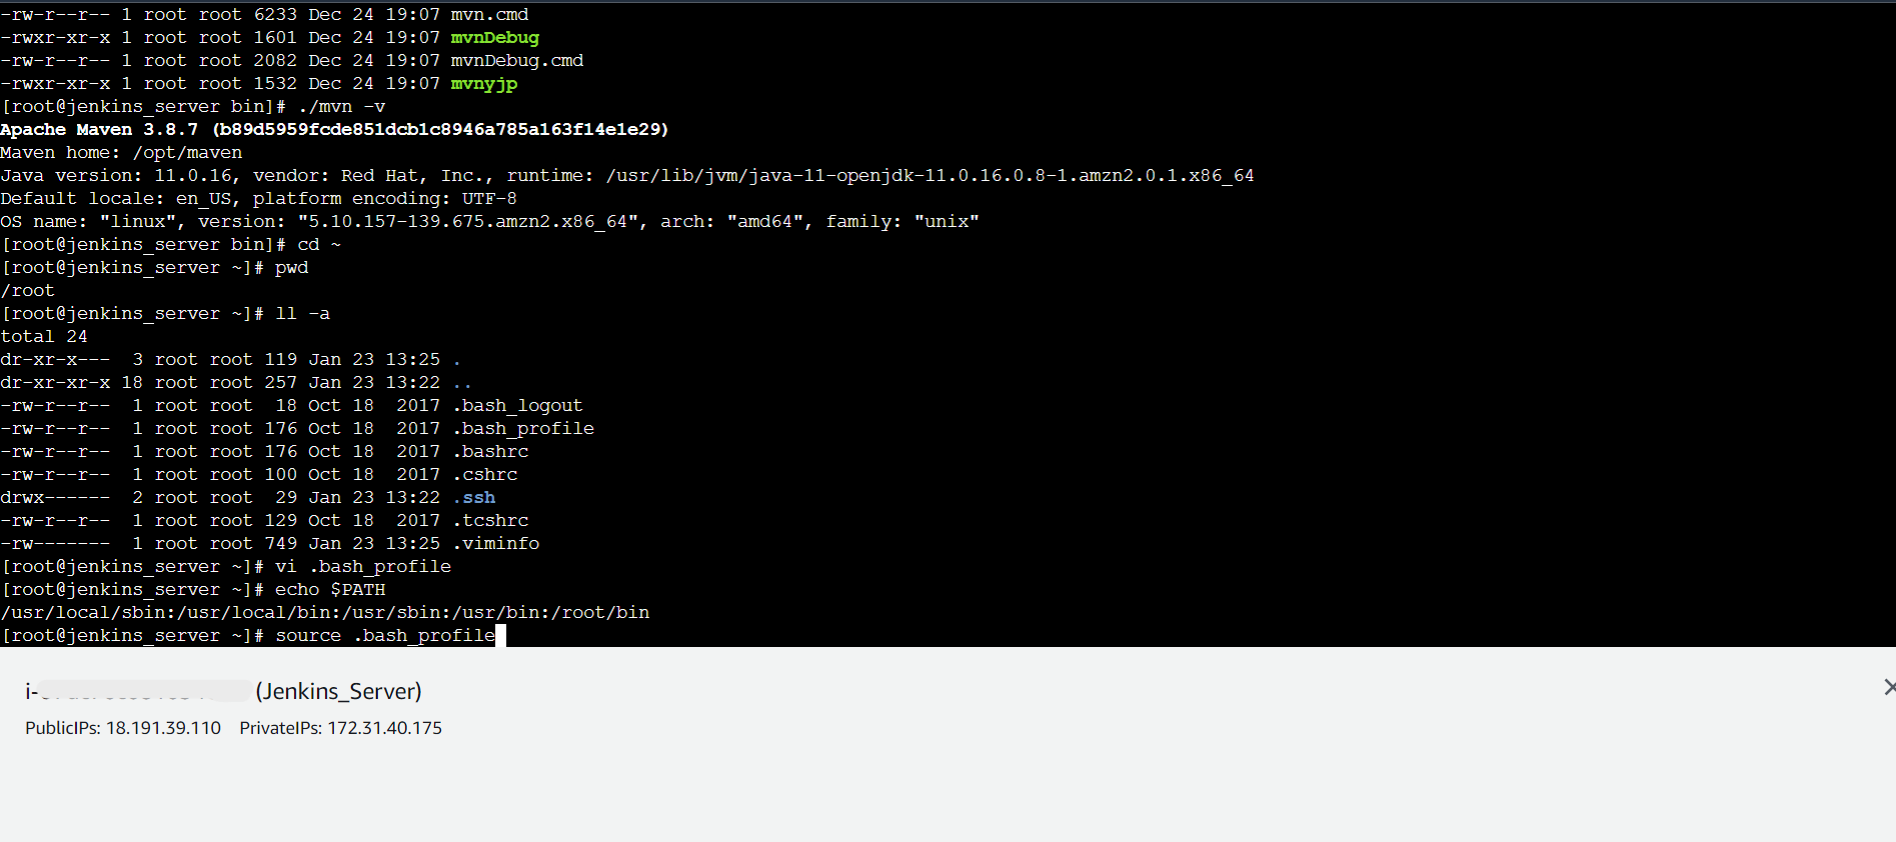 -rw-r--r-- 1 root root 6233 Dec 24 19:07 mvn.cmd
-rwxr-xr-x 1 root root 1601 Dec 24 19:07 mvnDebug
-rw-r--r-- 1 root root 2082 Dec 24 19:07 mvnDebug.cmd
-rwxr-xr-x 1 root root 1532 Dec 24 19:07 mvnyjp
[root@jenkins_server bin]# ./mvn -v
Apache Maven 3.8.7 (b89d5959fcde851dcb1c8946a785a163f14e1e29)
Maven home: /opt/maven
Java version: 11.0.16, vendor: Red Hat, Inc., runtime: /usr/lib/jvm/java-11-openjdk-11.0.16.0.8-1.amzn2.0.1.x86_64
Default locale: en_US, platform encoding: UTF-8
OS name: "linux", version: "5.10.157-139.675.amzn2.x86_64", arch: "amd64", family: "unix"
[root@jenkins_server bin]# cd ~
[root@jenkins_server ~]# pwd
/root
[root@jenkins_server ~]# ll -a
total 24
dr-xr-x---  3 root root 119 Jan 23 13:25 .
dr-xr-xr-x 18 root root 257 Jan 23 13:22 ..
-rw-r--r--  1 root root  18 Oct 18  2017 .bash_logout
-rw-r--r--  1 root root 176 Oct 18  2017 .bash_profile
-rw-r--r--  1 root root 176 Oct 18  2017 .bashrc
-rw-r--r--  1 root root 100 Oct 18  2017 .cshrc
drwx------  2 root root  29 Jan 23 13:22 .ssh
-rw-r--r--  1 root root 129 Oct 18  2017 .tcshrc
-rw-------  1 root root 749 Jan 23 13:25 .viminfo
[root@jenkins_server ~]# vi .bash_profile
[root@jenkins_server ~]# echo $PATH
/usr/local/sbin:/usr/local/bin:/usr/sbin:/usr/bin:/root/bin
[root@jenkins_server ~]# source .bash_profile
(Jenkins_Server)
PublicIPs: 18.191.39.110 PrivateIPs: 172.31.40.175